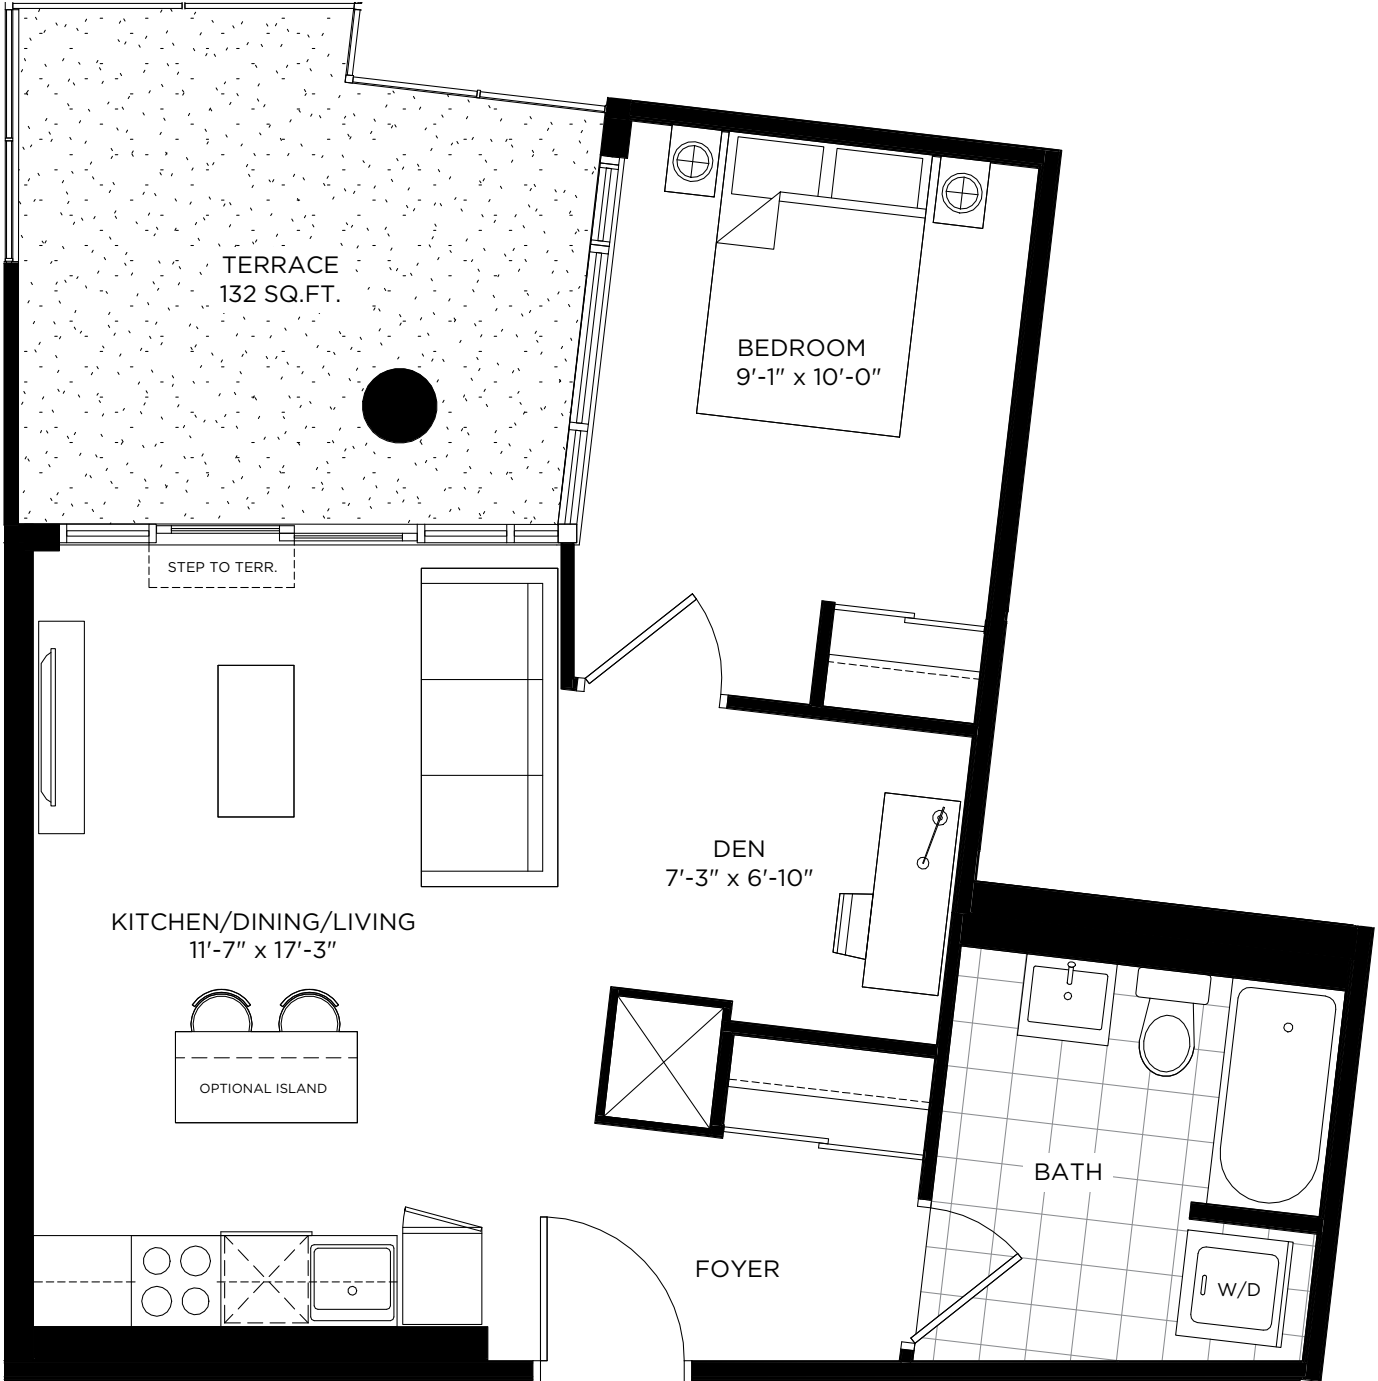 TERRACE
132 SQ.FT.
BEDROOM
9'-1" x 10'-0"
STEP TO TERR.
DEN
7'-3" x 6'-10"
KITCHEN/DINING/LIVING
11'-7" x 17'-3"
OPTIONAL ISLAND
BATH
FOYER
W/D